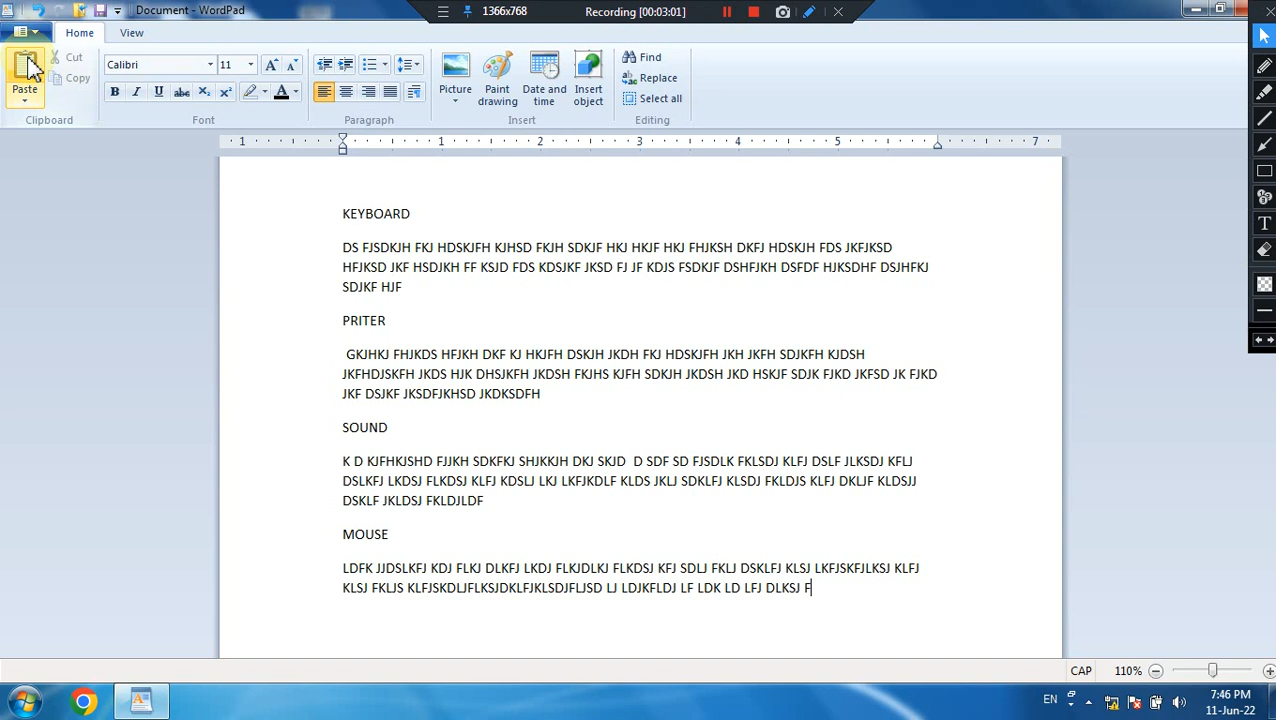 Document - WordPad
1366x768
Recording [00:03:01]
Home
View
Paste
Cut
Copy
Clipboard
Calibri
11
Font
Paragraph
Picture
Paint drawing
Date and time
Insert object
Insert
Find
Replace
Select all
Editing
1 1 2 3 4 5 7
KEYBOARD
DS FJSDKJH FKJ HDSKJFH KJHSD FKJH SDKJF HKJ HKJF HKJ FHJKSH DKFJ HDSKJH FDS JKFJKSD
HFJKSD JKF HSDJKH FF KSJD FDS KDSJKF JKSD FJ JF KDJS FSDKJF DSHFJKH DSFDF HJKSDHF DSJHFKJ
SDJKF HJF
PRITER
GKJHKJ FHJKDS HFJKH DKF KJ HKJFH DSKJH JKDH FKJ HDSKJFH JKH JKFH SDJKFH KJDSH
JKFHDJSKFH JKDS HJK DHSJKFH JKDSH FKJHS KJFH SDKJH JKDSH JKD HSKJF SDJK FJKD JKFSD JK FJKD
JKF DSJKF JKSDFJKHSD JKDKSDFH
SOUND
K D KJFHKJSHD FJJKH SDKFKJ SHJKKJH DKJ SKJD D SDF SD FJSDLK FKLSDJ KLFJ DSLF JLKSDJ KFLJ
DSLKFJ LKDSJ FLKDSJ KLFJ KDSLJ LKJ LKFJKDLF KLDS JKLJ SDKLFJ KLSDJ FKLDJS KLFJ DKLJF KLDSJJ
DSKLF JKLDSJ FKLDJLDF
MOUSE
LDFK JJDSLKFJ KDJ FLKJ DLKFJ LKDJ FLKJDLKJ FLKDSJ KFJ SDLJ FKLJ DSKLFJ KLSJ LKFJSKFJLKSJ KLFJ
KLSJ FKLJS KLFJSKDLJFLKSJDKLFJKLSDJFLJSD LJ LDJKFLDJ LF LDK LD LFJ DLKSJ F
CAP
110%
EN
7:46 PM
11-Jun-22